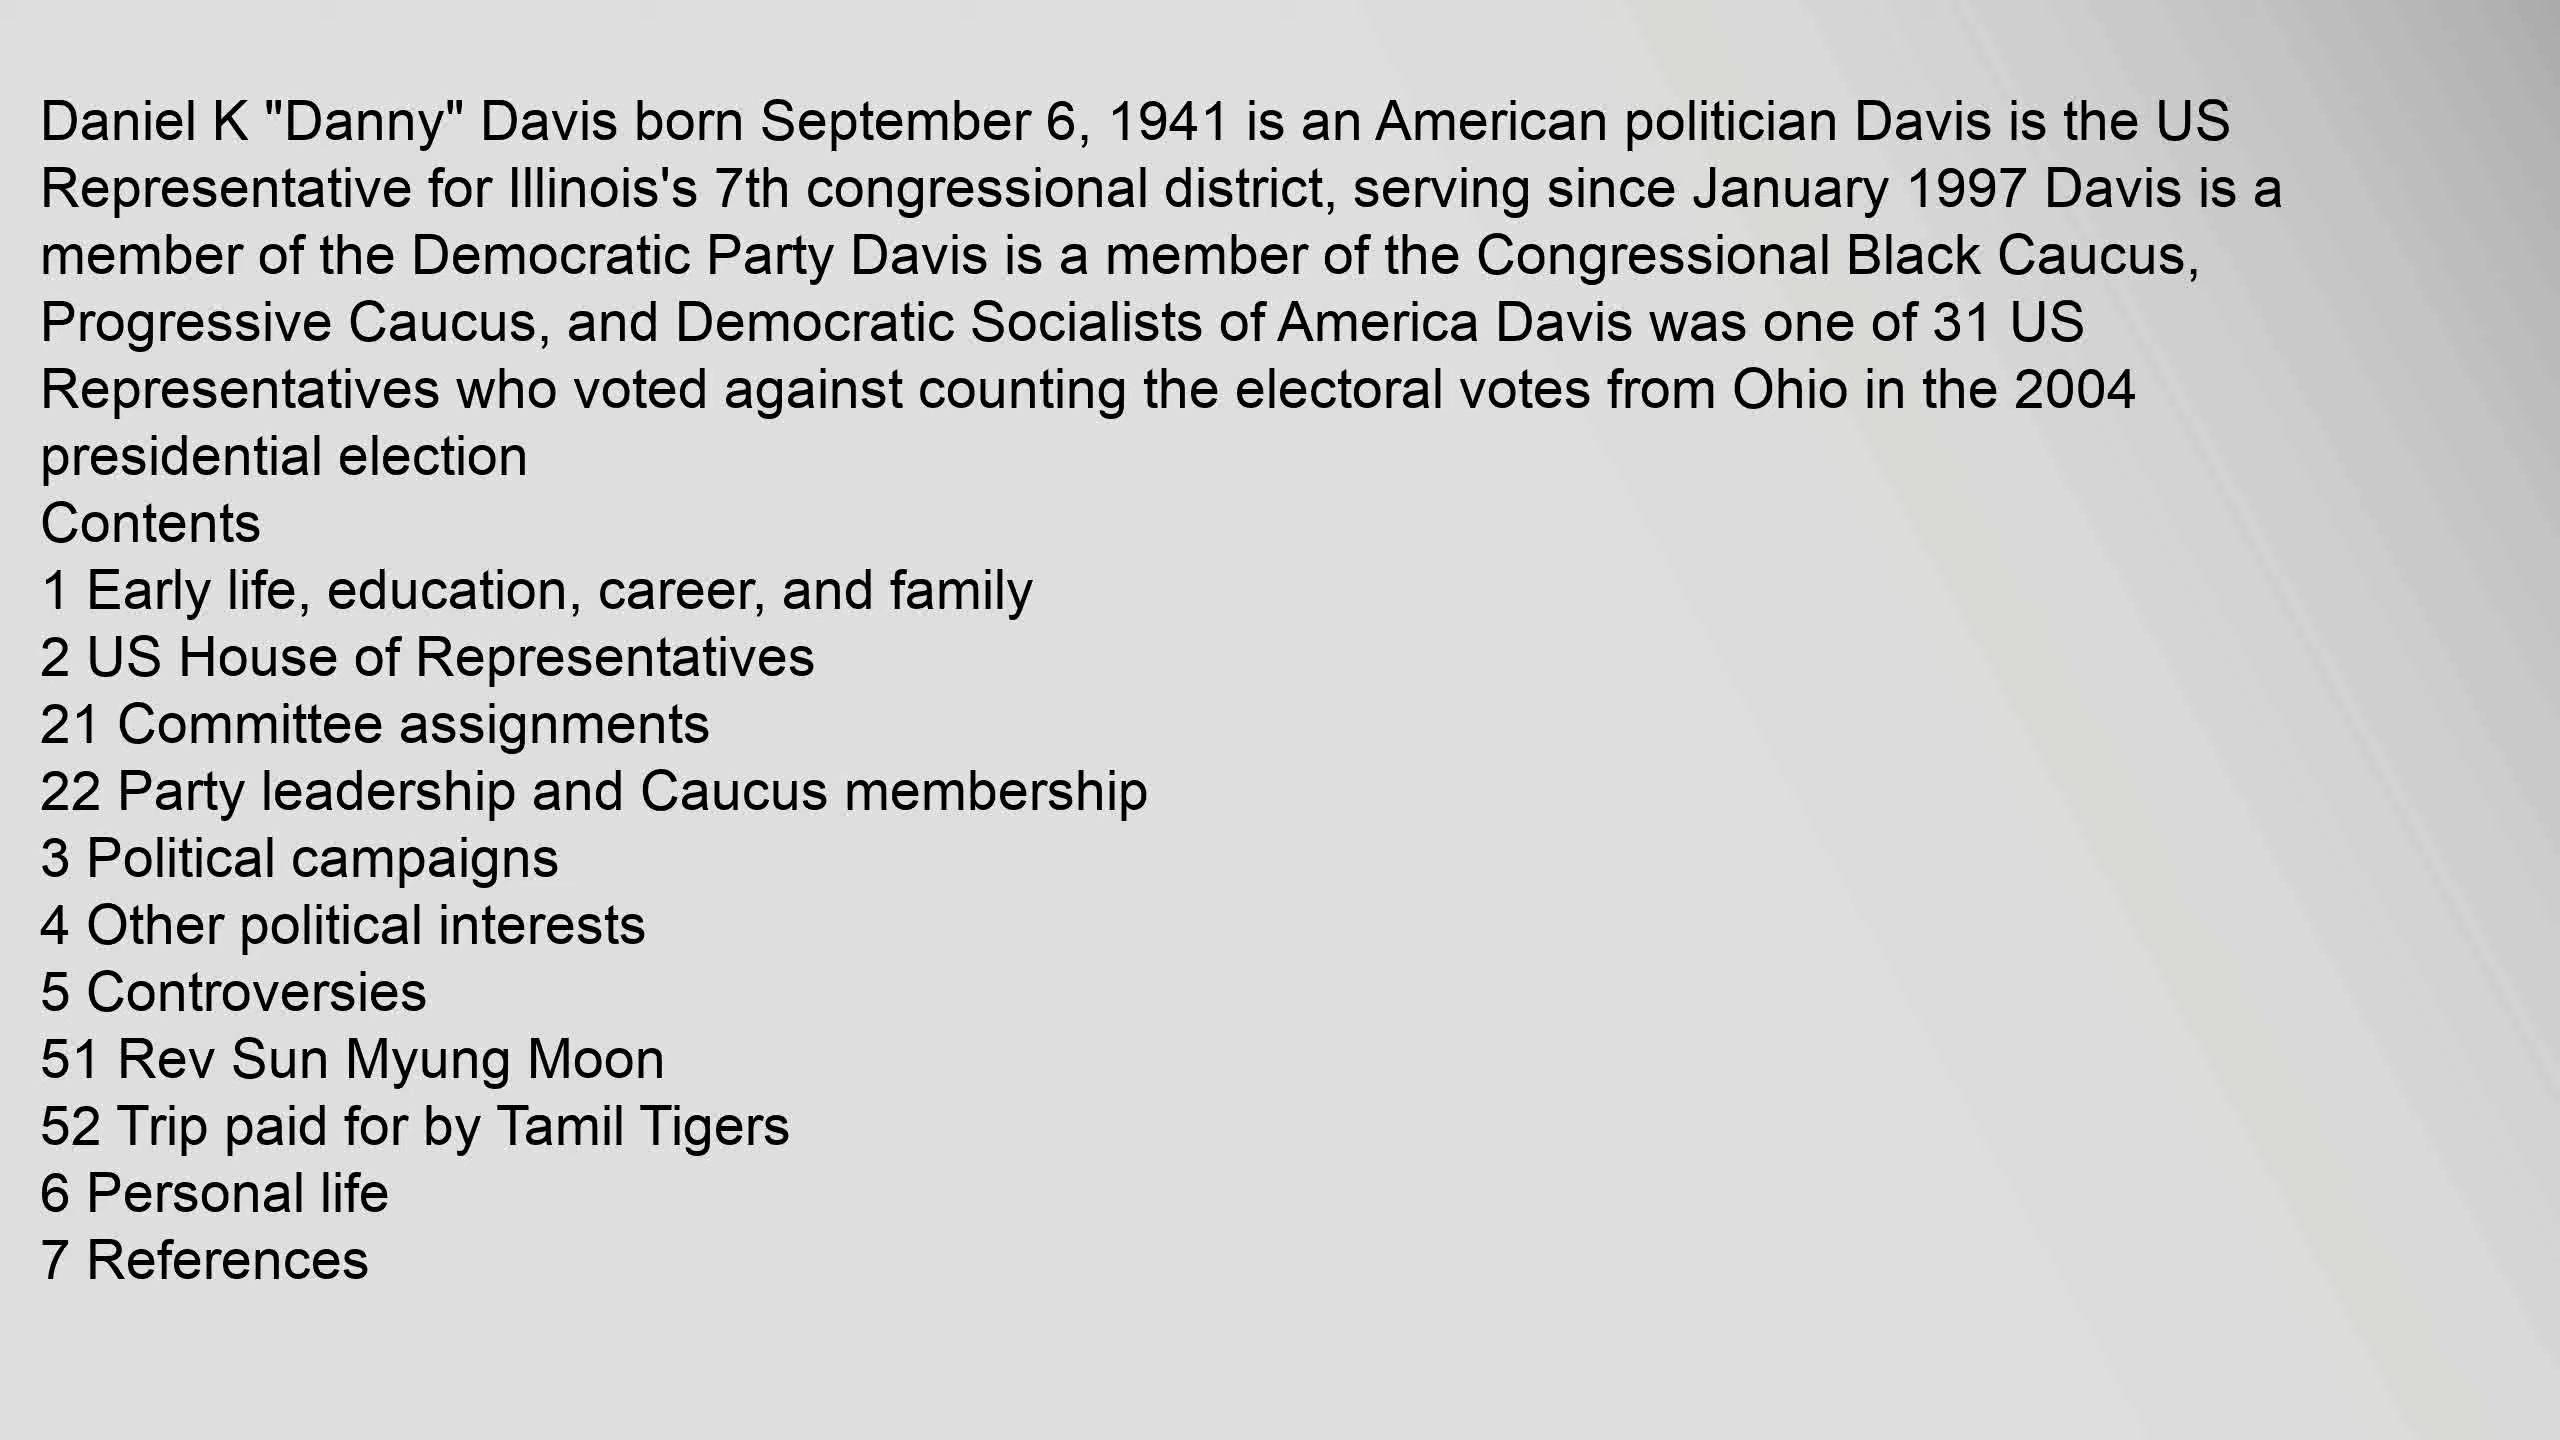 Daniel K "Danny" Davis born September 6, 1941 is an American politician Davis is the US
Representative for Illinois's 7th congressional district, serving since January 1997 Davis is a
member of the Democratic Party Davis is a member of the Congressional Black Caucus,
Progressive Caucus, and Democratic Socialists of America Davis was one of 31 US
Representatives who voted against counting the electoral votes from Ohio in the 2004
presidential election
Contents
1 Early life, education, career, and family
2 US House of Representatives
21 Committee assignments
22 Party leadership and Caucus membership
3 Political campaigns
4 Other political interests
5 Controversies
51 Rev Sun Myung Moon
52 Trip paid for by Tamil Tigers
6 Personal life
7 References